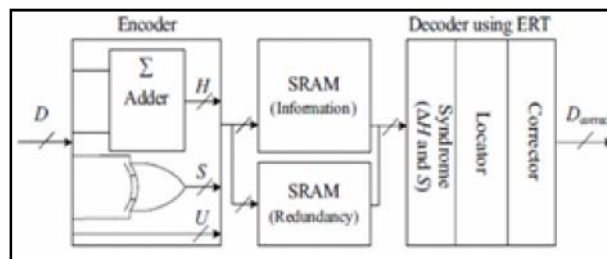 Encoder
Decoder using ERT
Σ
Adder
H
D
S
U
SRAM
(Information)
SRAM
(Redundancy)
Syndrome
(ΔH and S)
Locator
Corrector